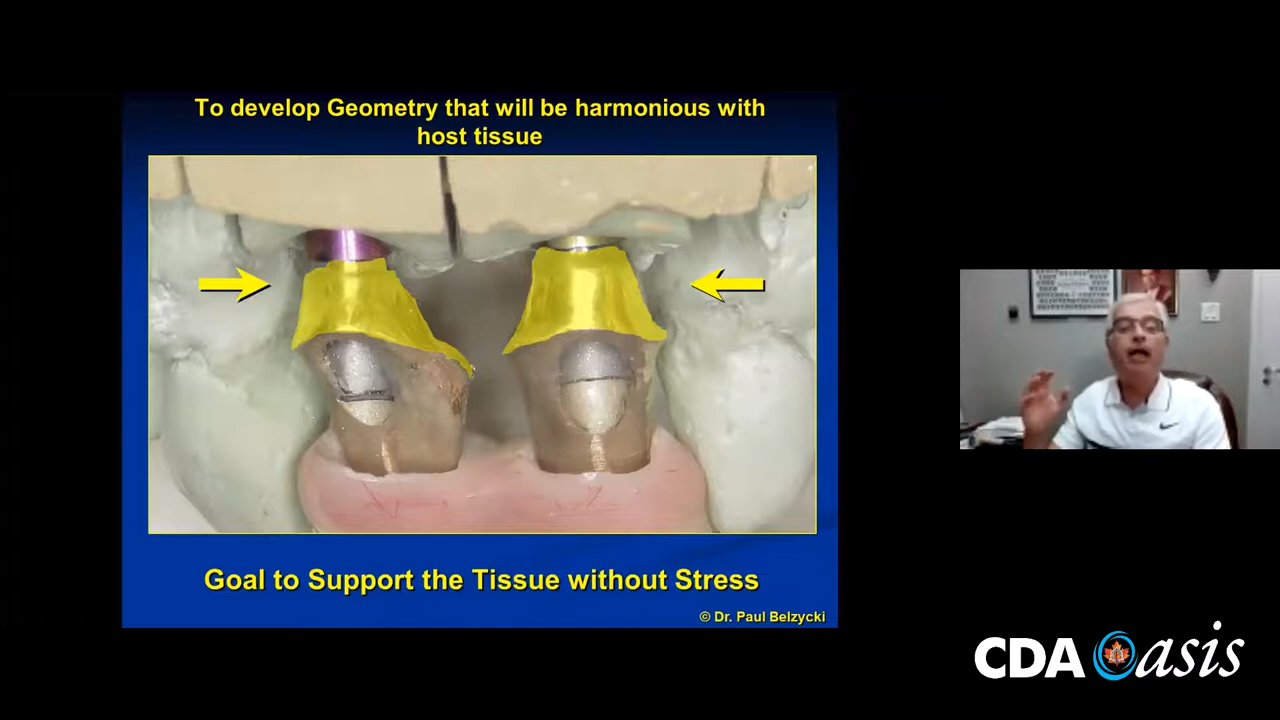 To develop Geometry that will be harmonious with
host tissue
Goal to Support the Tissue without Stress
© Dr. Paul Belzycki
CDA Oasis